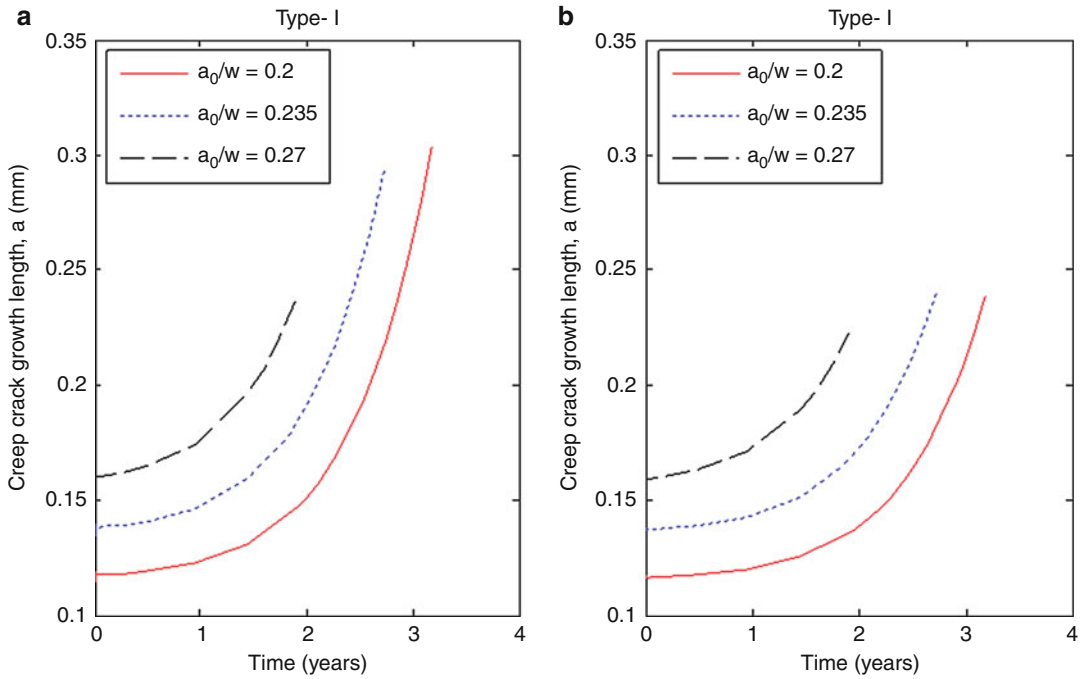 a
Type- I
0.35
0.3
0.25
0.2
0.15
0.1
Creep crack growth length, a (mm)
a₀/w = 0.2
a₀/w = 0.235
a₀/w = 0.27
0 1 2 3 4
Time (years)
b
Type- I
0.35
0.3
0.25
0.2
0.15
0.1
Creep crack growth length, a (mm)
a₀/w = 0.2
a₀/w = 0.235
a₀/w = 0.27
0 1 2 3 4
Time (years)